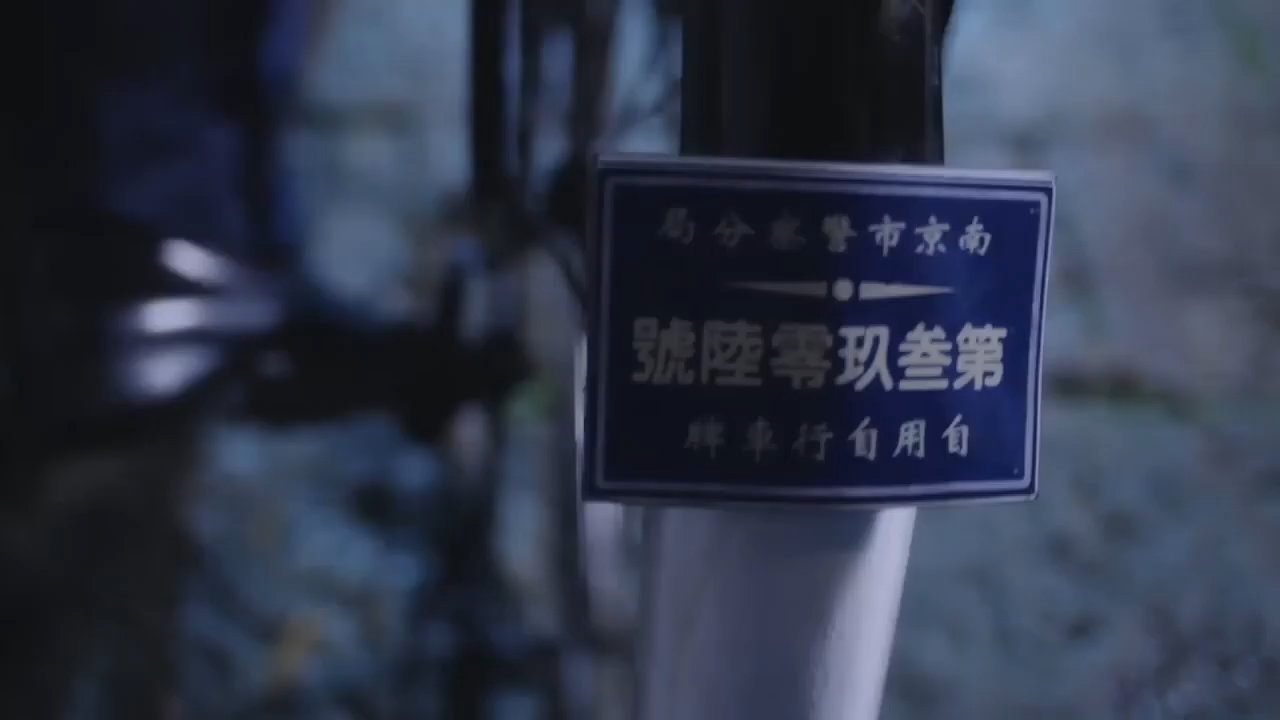 南京市警察分局
第叁玖零陸號
自用自行車牌